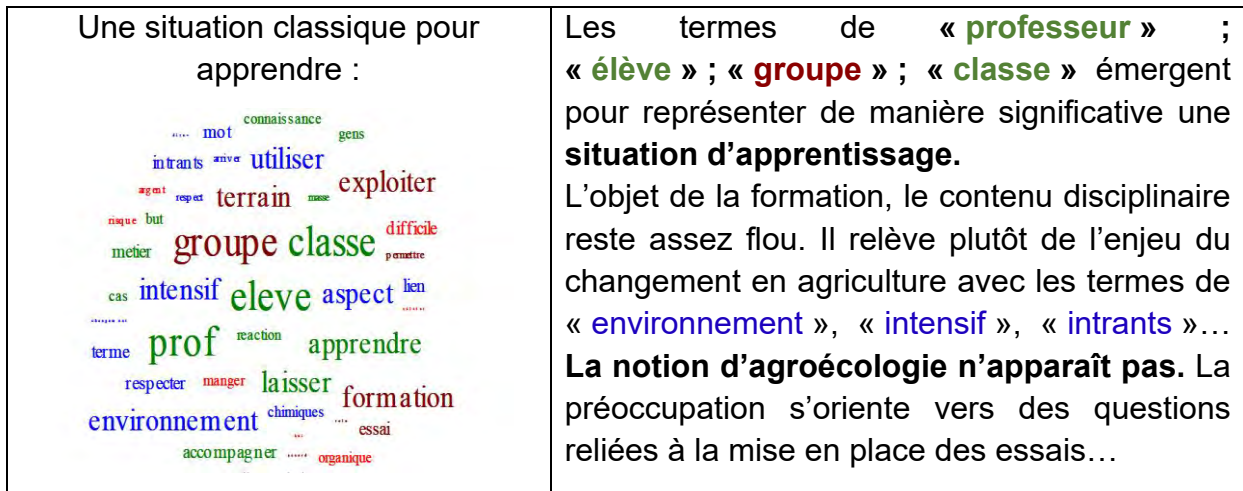 Une situation classique pour
apprendre :
connaissance
mot
gens
intrants arriver utiliser
argent respect terrain masse exploiter
risque but
metier groupe classe difficile
permettre
cas intensif eleve aspect lien
terme prof reaction apprendre
respecter manger laisser formation
environnement chimiques
essai
accompagner organique
Les termes de « professeur » ;
« élève » ; « groupe » ; « classe » émergent
pour représenter de manière significative une
situation d’apprentissage.
L’objet de la formation, le contenu disciplinaire
reste assez flou. Il relève plutôt de l’enjeu du
changement en agriculture avec les termes de
« environnement », « intensif », « intrants »…
La notion d’agroécologie n’apparaît pas. La
préoccupation s’oriente vers des questions
reliées à la mise en place des essais…